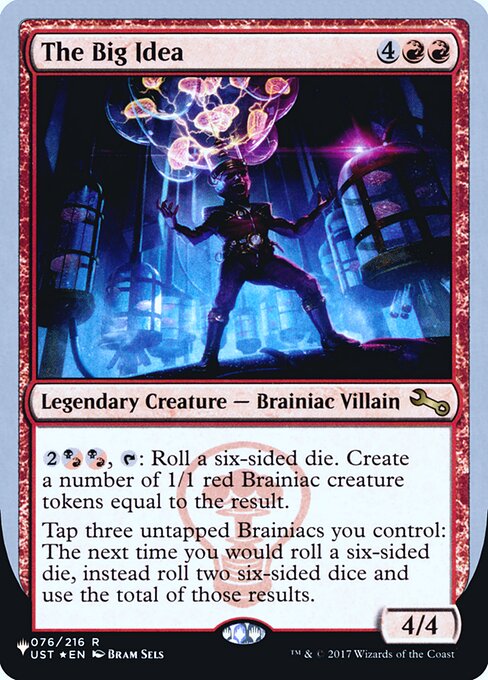 The Big Idea 4
Legendary Creature — Brainiac Villain
2, : Roll a six-sided die. Create
a number of 1/1 red Brainiac creature
tokens equal to the result.
Tap three untapped Brainiacs you control:
The next time you would roll a six-sided
die, instead roll two six-sided dice and
use the total of those results.
4/4
076/216 R
UST ★ EN Bram Sels
™ & © 2017 Wizards of the Coast